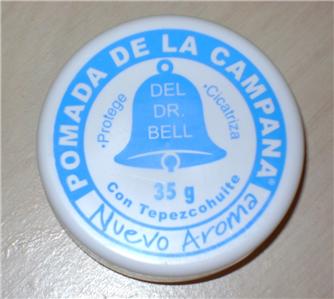 POMADA DE LA CAMPANA®
•Protege
•Cicatriza
DEL
DR.
BELL
35 g
Con Tepezcohuite
Nuevo Aroma